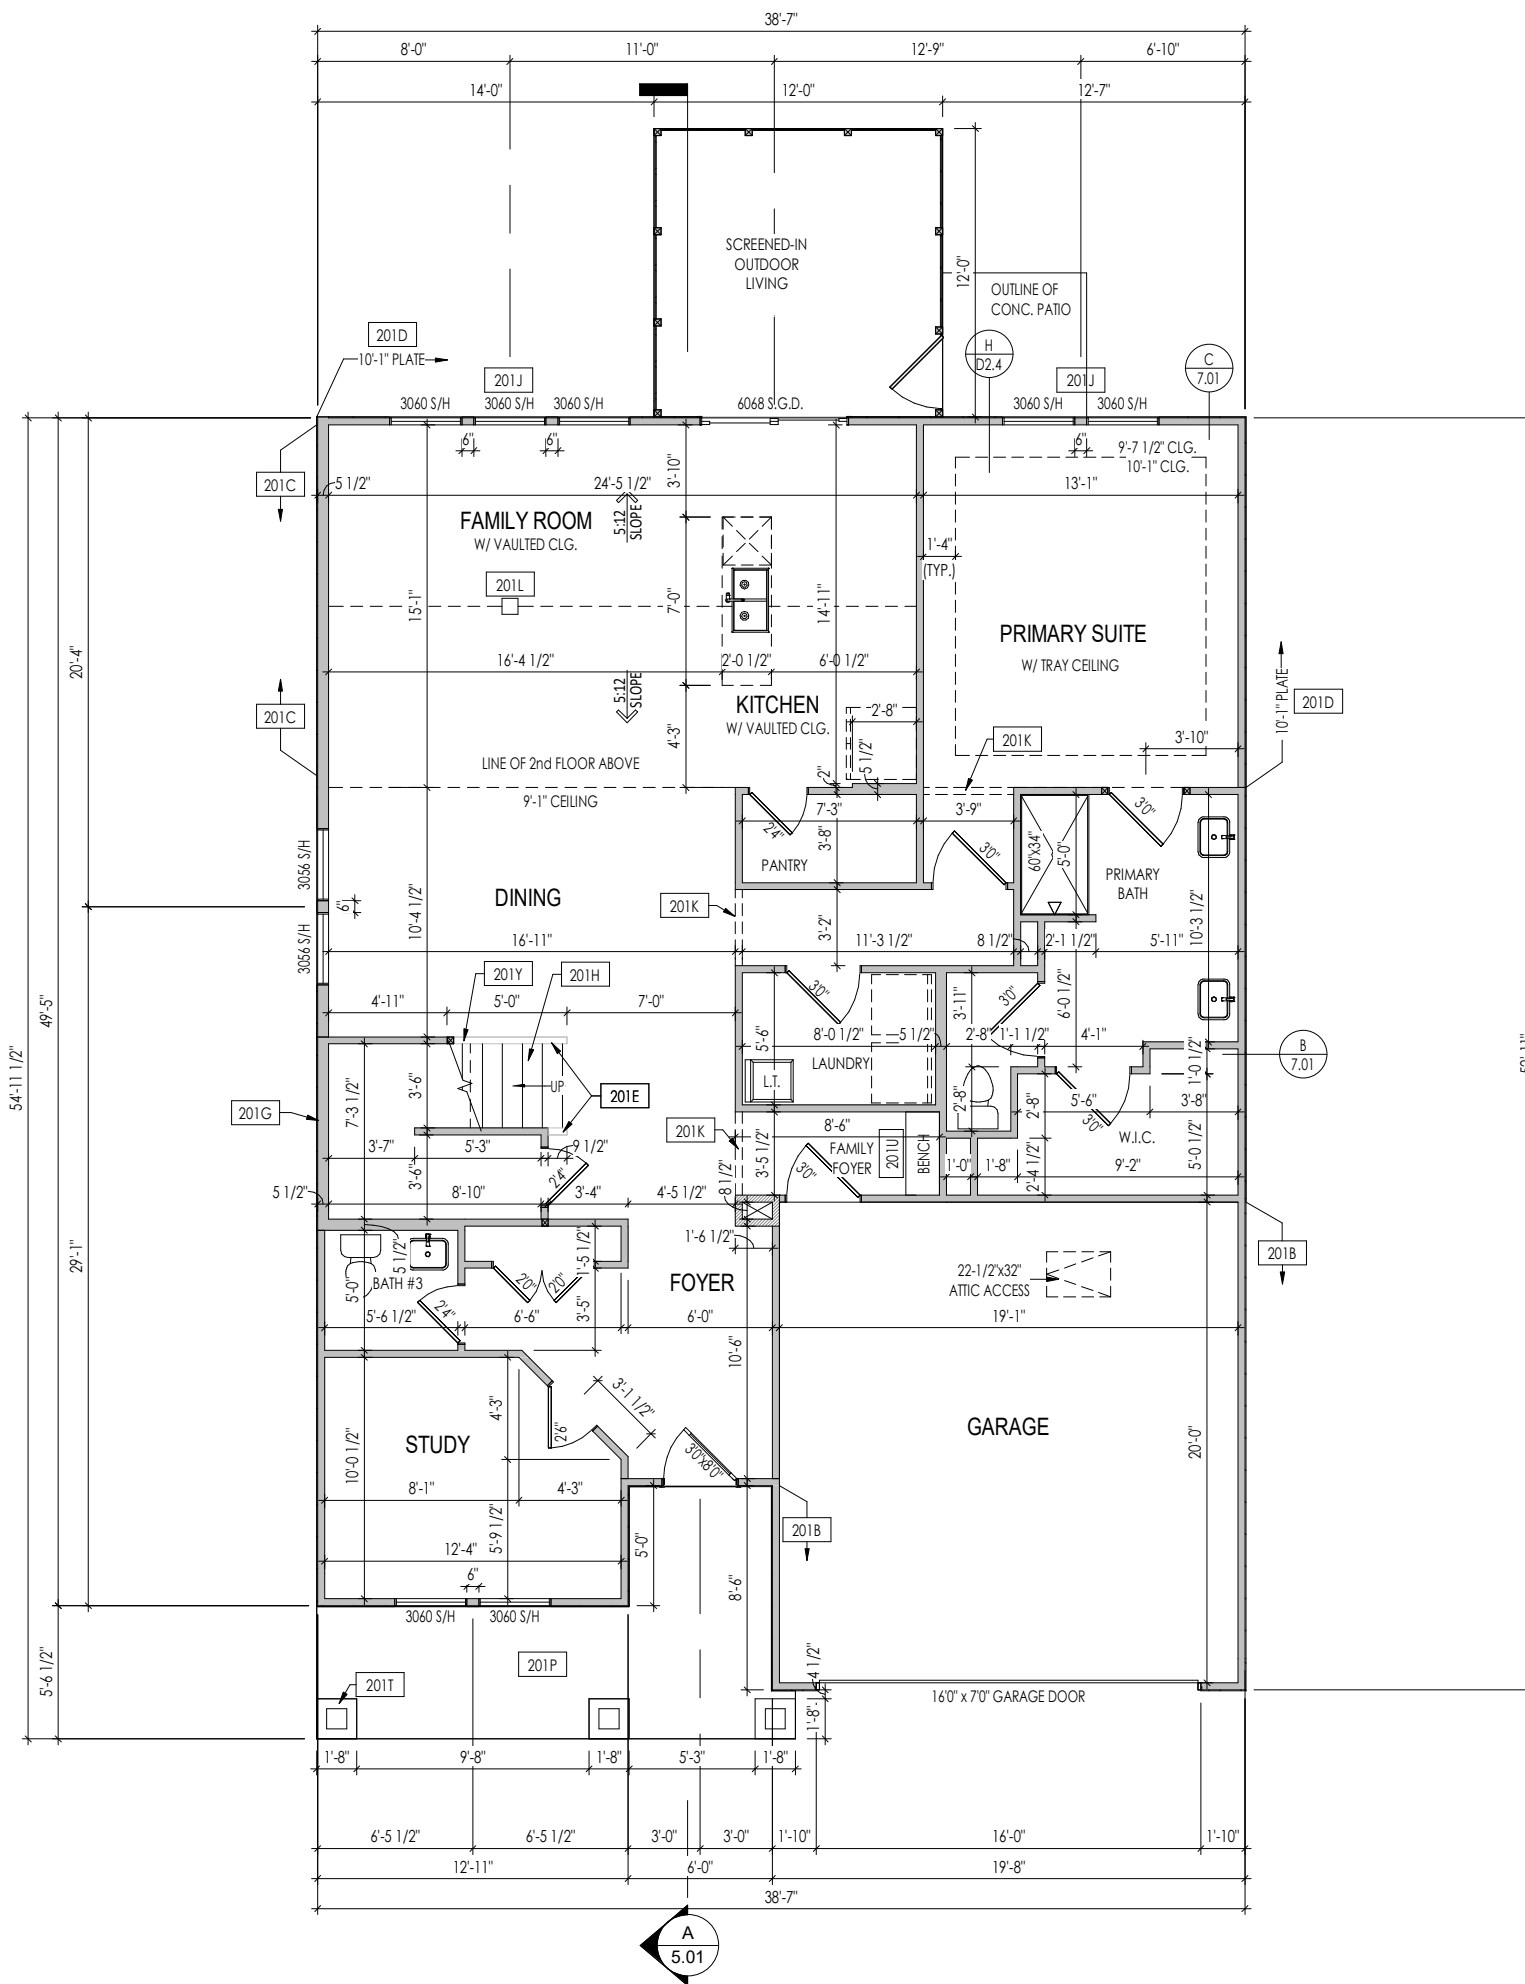 38'-7"
8'-0" 11'-0" 12'-9" 6'-10"
14'-0" 12'-0" 12'-7"
SCREENED-IN
OUTDOOR
LIVING
12'-0"
OUTLINE OF
CONC. PATIO
201D
10'-1" PLATE
H
D2.4
C
7.01
201J
201J
3060 S/H 3060 S/H 3060 S/H
6068 S.G.D.
3060 S/H 3060 S/H
6" 6"
6"
3'-10"
9'-7 1/2" CLG.
10'-1" CLG.
201C
5 1/2"
24'-5 1/2"
13'-1"
FAMILY ROOM
W/ VAULTED CLG.
5:12
SLOPE
1'-4"
(TYP.)
201L
15'-1"
7'-0"
14'-11"
PRIMARY SUITE
W/ TRAY CEILING
20'-4"
16'-4 1/2" 2'-0 1/2" 6'-0 1/2"
5:12
SLOPE
201C
KITCHEN
W/ VAULTED CLG.
2'-8"
10'-1" PLATE
201D
4'-3"
201K
3'-10"
LINE OF 2nd FLOOR ABOVE
2"
5 1/2"
9'-1" CEILING
7'-3" 3'-9"
3'0"
2'4"
3'-8"
3'0"
60"x34"
5'-0"
3056 S/H
PANTRY
PRIMARY
BATH
DINING
6"
10'-4 1/2"
201K
3'-2"
10'-3 1/2"
16'-11"
11'-3 1/2"
8 1/2"
2'-1 1/2"
5'-11"
3056 S/H
201Y
201H
3'0"
3'-11"
3'0"
6'-0 1/2"
4'-11" 5'-0" 7'-0"
49'-5"
54'-11 1/2"
5'-6"
8'-0 1/2"
5 1/2"
2'-8"
1'-1 1/2"
4'-1"
LAUNDRY
B
7.01
1'-0 1/2"
L.T.
UP
201E
201G
7'-3 1/2"
3'-6"
2'-8"
2'-8"
5'-6"
3'-8"
3'0"
W.I.C.
201K
8'-6"
FAMILY
FOYER
201U
BENCH
3'-7" 5'-3" 9 1/2"
3'-5 1/2"
3'0"
1'-0" 1'-8"
2'-4 1/2"
9'-2"
5'-0 1/2"
3'-6"
2'4"
5 1/2"
8'-10" 3'-4" 4'-5 1/2"
8 1/2"
29'-1"
1'-6 1/2"
201B
5 1/2"
1'-5 1/2"
BATH #3
5'-0"
2'0" 2'0"
FOYER
22-1/2"x32"
ATTIC ACCESS
5'-6 1/2"
2'4"
6'-6"
3'-5"
6'-0"
19'-1"
10'-6"
3'-1 1/2"
4'-3"
2'6"
GARAGE
STUDY
10'-0 1/2"
3'0"x8'0"
20'-0"
8'-1" 4'-3"
201B
5'-9 1/2"
5'-0"
12'-4"
6"
8'-6"
3060 S/H 3060 S/H
201P
201T
5'-6 1/2"
4 1/2"
16'0" x 7'0" GARAGE DOOR
1'-8"
1'-8" 9'-8" 1'-8" 5'-3" 1'-8"
6'-5 1/2" 6'-5 1/2" 3'-0" 3'-0" 1'-10" 16'-0" 1'-10"
12'-11" 6'-0" 19'-8"
38'-7"
A
5.01